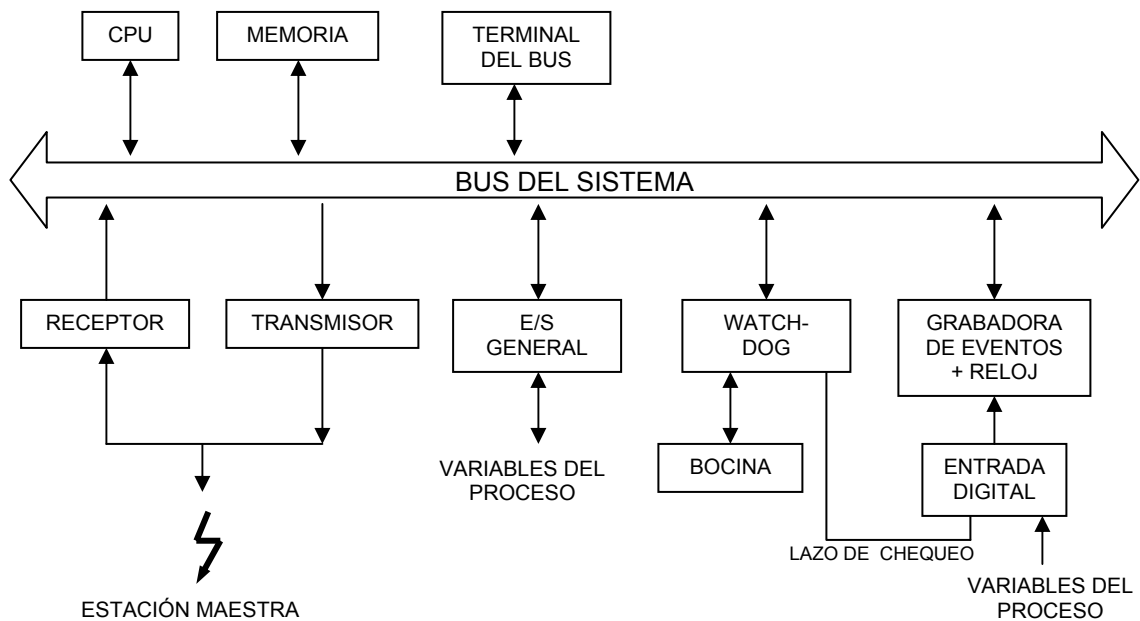 CPU
MEMORIA
TERMINAL
DEL BUS
BUS DEL SISTEMA
RECEPTOR
TRANSMISOR
E/S
GENERAL
WATCH-
DOG
GRABADORA
DE EVENTOS
+ RELOJ
VARIABLES DEL
PROCESO
BOCINA
ENTRADA
DIGITAL
LAZO DE CHEQUEO
ESTACIÓN MAESTRA
VARIABLES DEL
PROCESO